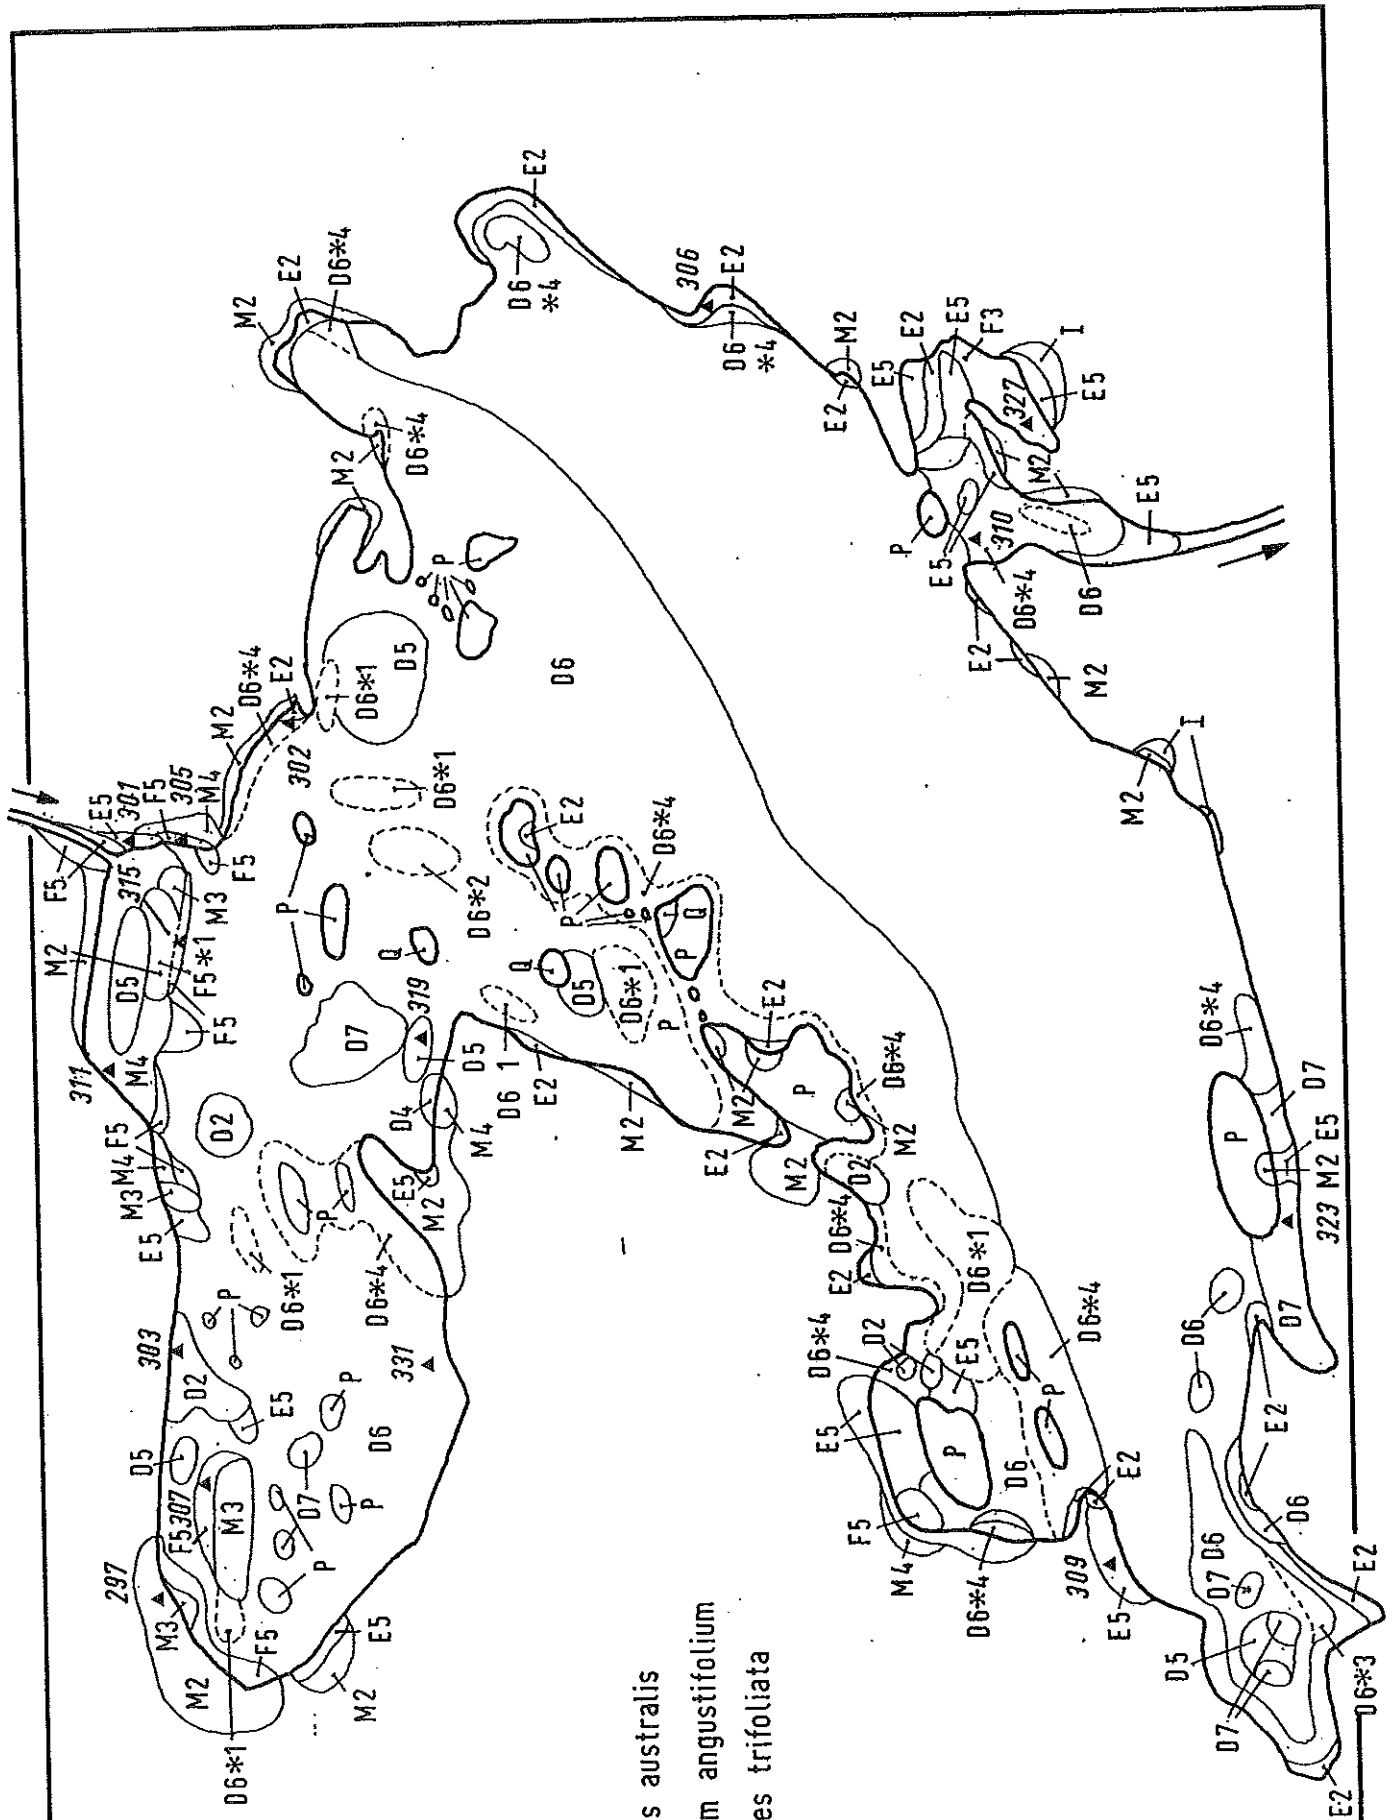 M2
E2
D6*4
D6
*4
E2
306
D6
*4
E2
M2
D6*4
M2
E2
M2
E5
E2
E5
F3
I
E5
327
M2
E5
P
E5
310
D6*4
D6
E2
M2
M2
I
P
D6
D5
D6*1
D6*4
E2
M2
302
D6*1
D6*2
E5
301
F5
305
M4
F5
315
M3
F5
M2
D5
F5*1
F5
P
Q
Q
D5
D6*1
E2
P
D6*4
Q
P
P
319
D7
D5
D4
M4
D6 1
E2
M2
311
M4
D2
F5
M4
M3
E5
P
E5
M2
D6*1
D6*4
P
303
D2
E5
331
P
D6
D5
F5
307
M3
D7
P
P
297
M3
M2
F5
D6*1
E5
M2
M2
E2
P
D6*4
M2
E2
M2
D2
D6*4
E2
D6*1
D6*4
D2
E5
D6*4
P
E5
P
D6
F5
M4
D6*4
E2
309
E5
D6*4
D7
P
E5
M2
323
D7
D6
E2
D6
D6
D7
D5
D7
E2
D6*3
E2
s australis
m angustifolium
es trifoliata